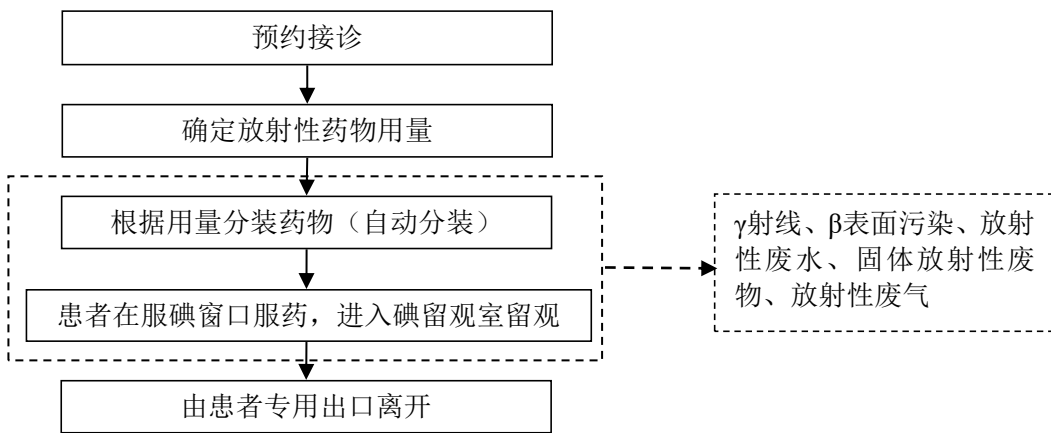 预约接诊
确定放射性药物用量
根据用量分装药物（自动分装）
患者在服碘窗口服药，进入碘留观室留观
由患者专用出口离开
γ射线、β表面污染、放射
性废水、固体放射性废
物、放射性废气